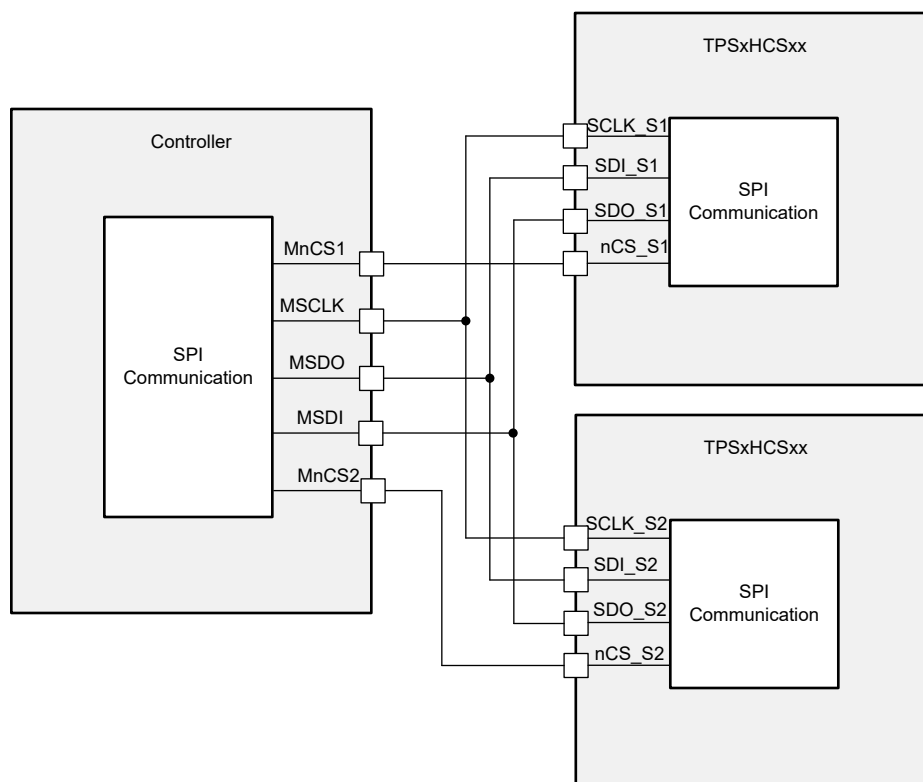 TPSxHCSxx
SCLK_S1
SDI_S1
SDO_S1
nCS_S1
SPI
Communication
Controller
MnCS1
MSCLK
MSDO
MSDI
MnCS2
SPI
Communication
TPSxHCSxx
SCLK_S2
SDI_S2
SDO_S2
nCS_S2
SPI
Communication